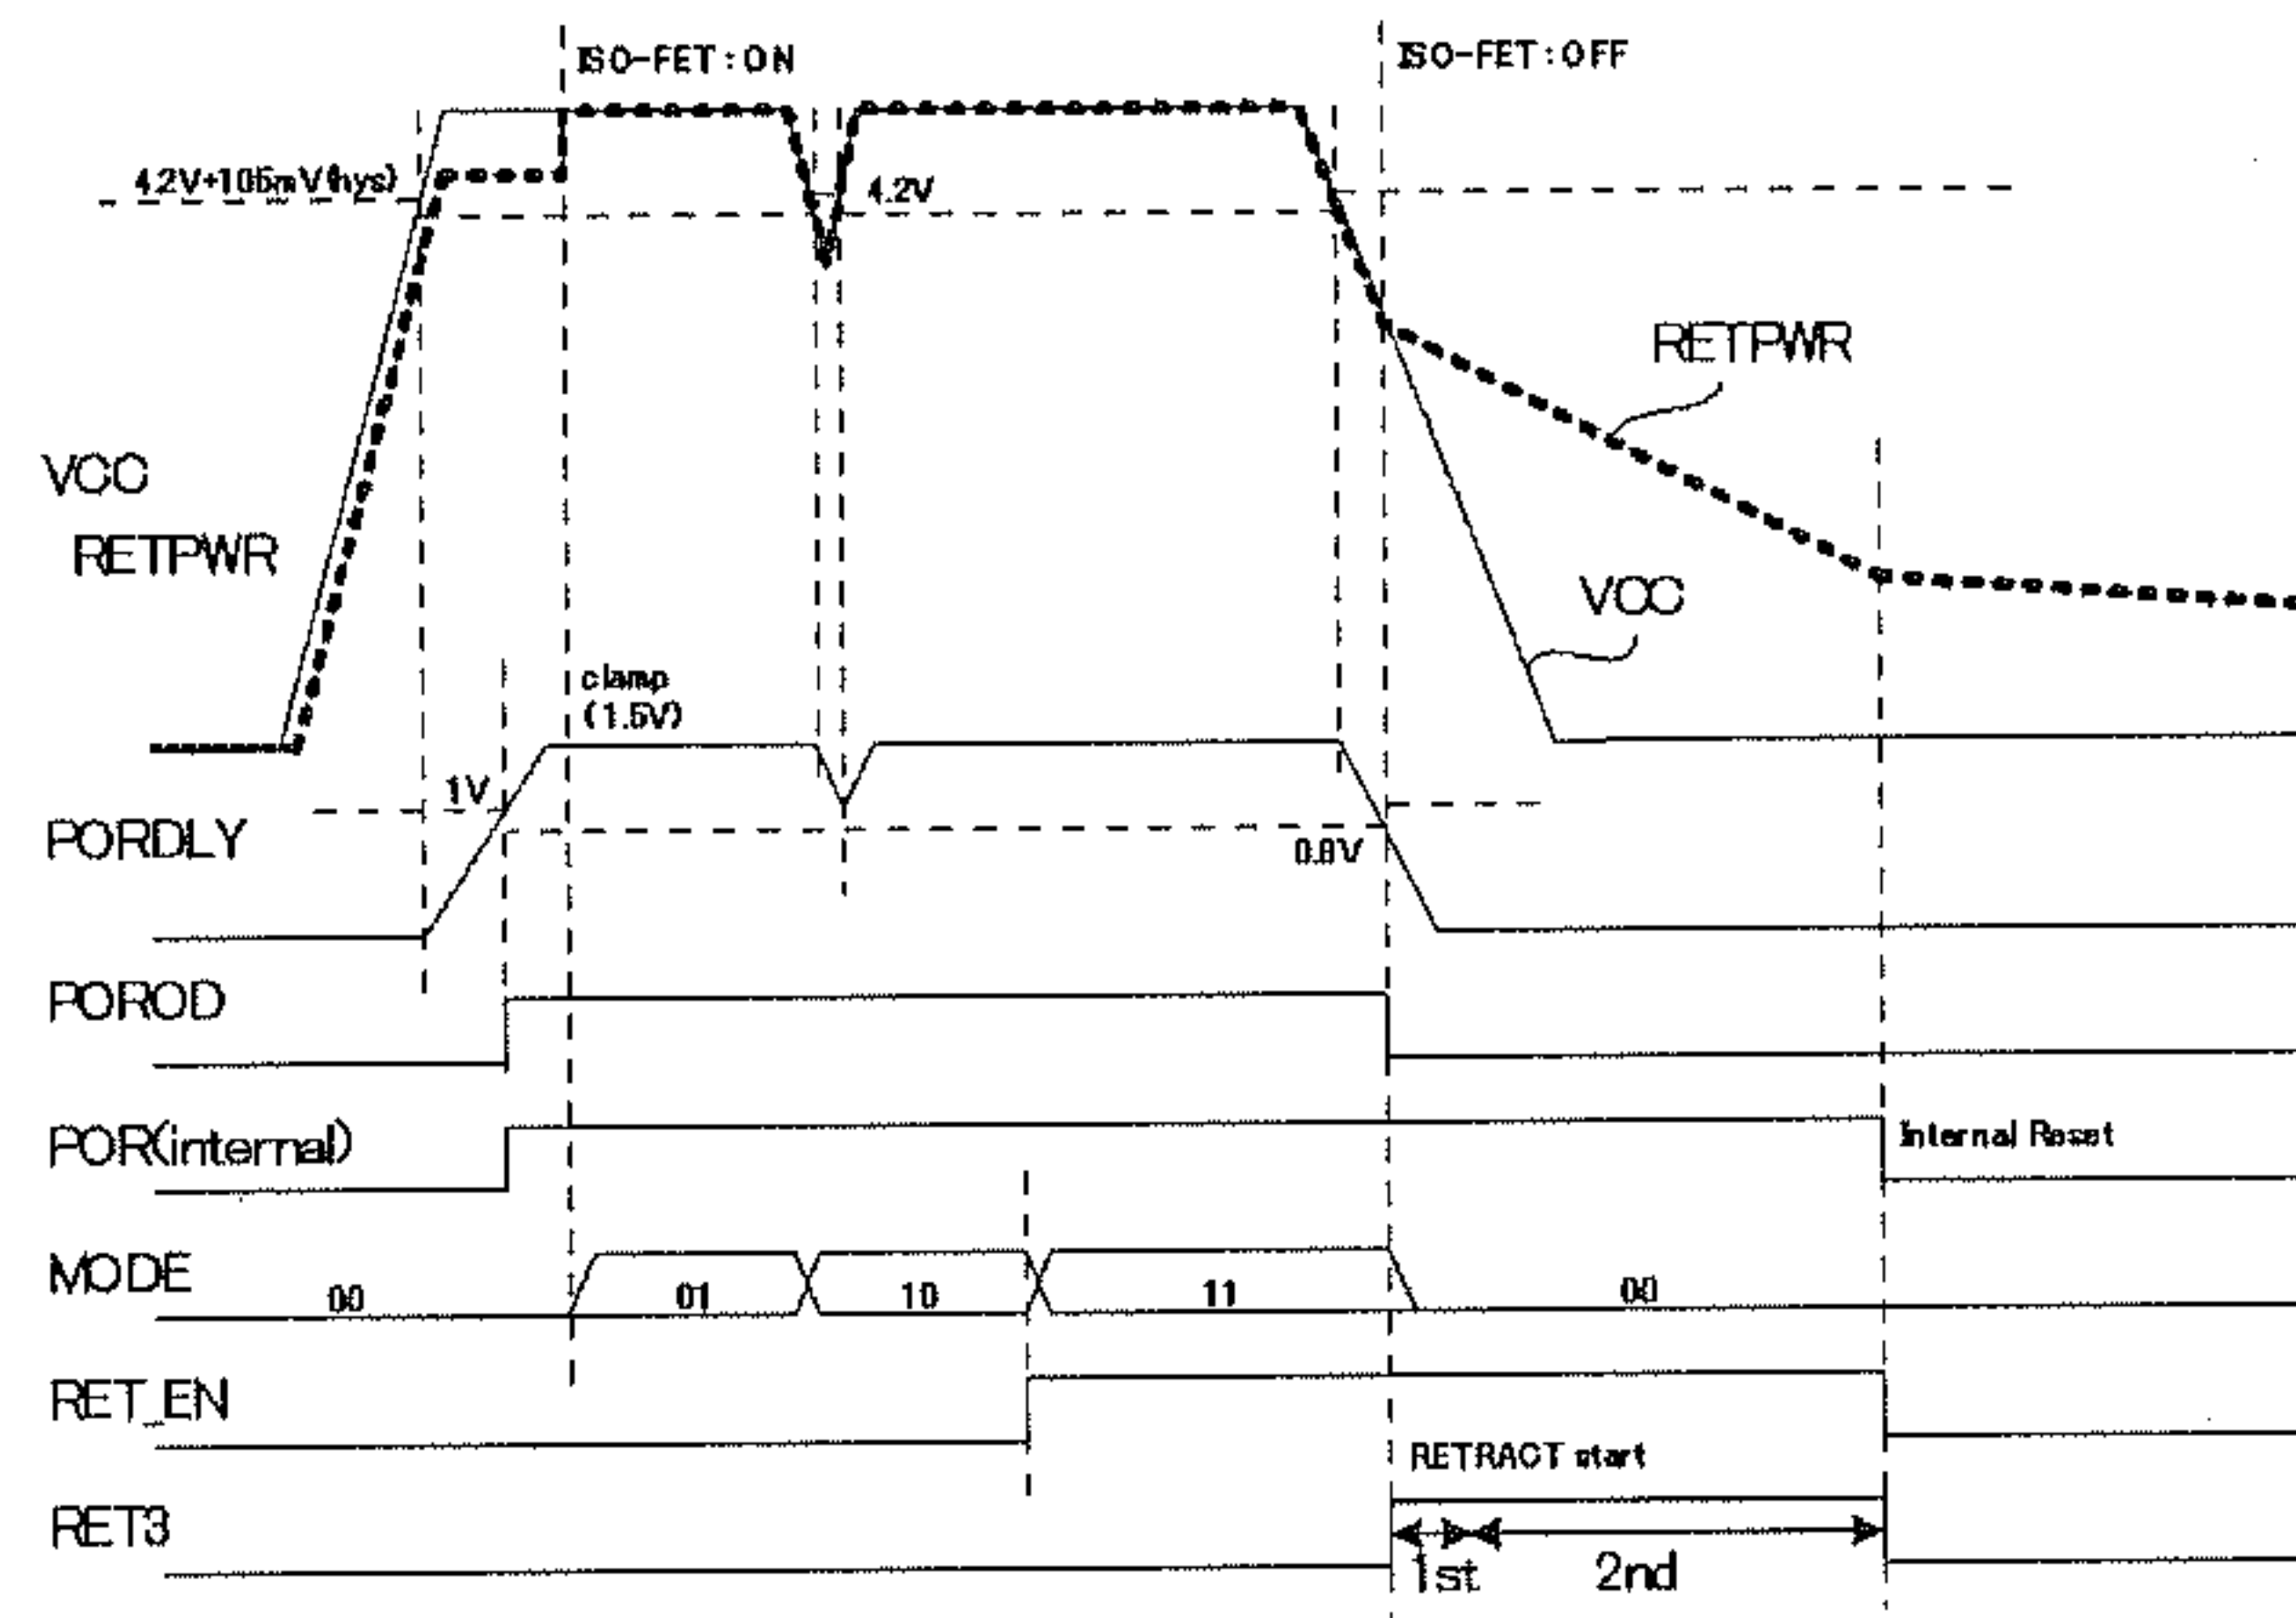 ISO-FET:ON
ISO-FET:OFF
4.2V+105mV(hys)
4.2V
RETPWR
VCC
RETPWR
VCC
clamp
(1.5V)
1V
PORDLY
0.8V
POROD
POR(internal)
Internal Reset
MODE
00
01
10
11
00
RET_EN
RETRACT start
RET3
1st
2nd